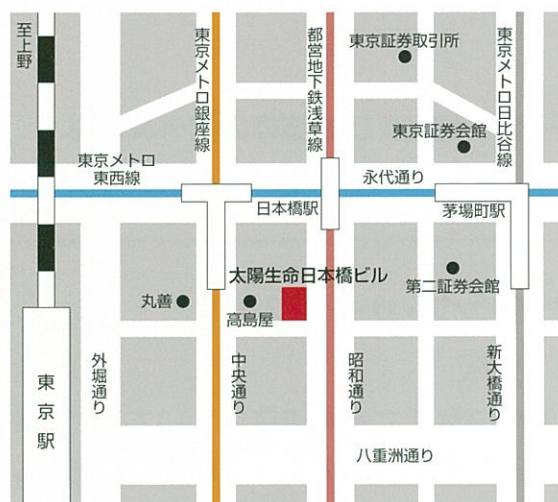 至上野
東京メトロ銀座線
都営地下鉄浅草線
東京証券取引所
東京メトロ日比谷線
東京証券会館
東京メトロ
東西線
永代通り
日本橋駅
茅場町駅
太陽生命日本橋ビル
丸善
高島屋
第二証券会館
外堀通り
中央通り
昭和通り
新大橋通り
東京駅
八重洲通り